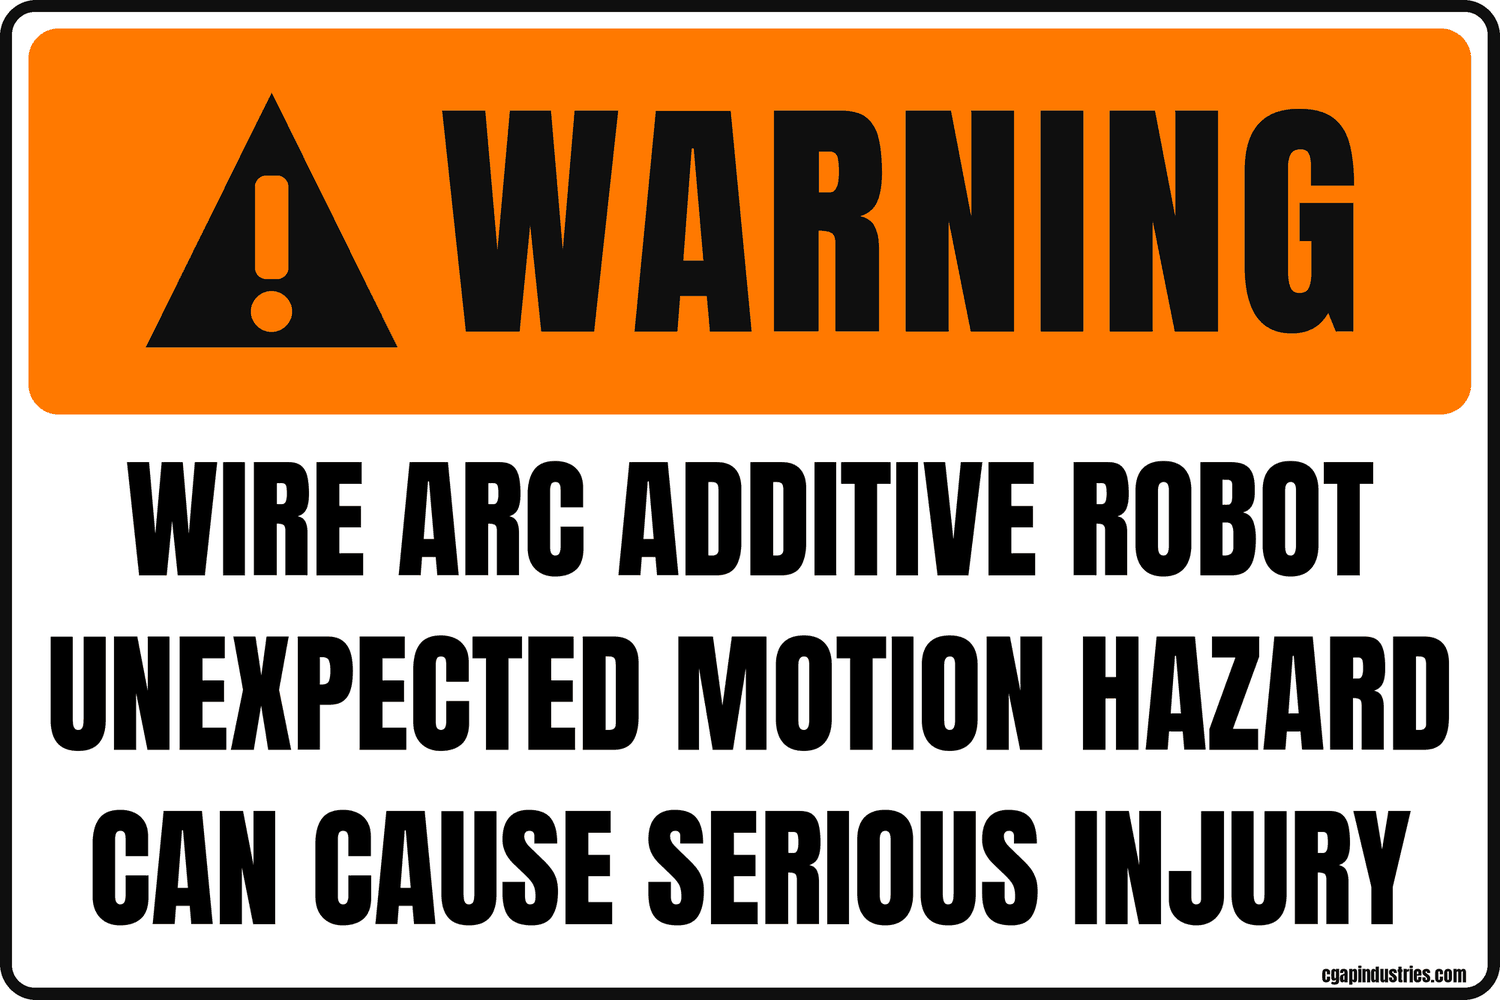 WARNING
WIRE ARC ADDITIVE ROBOT
UNEXPECTED MOTION HAZARD
CAN CAUSE SERIOUS INJURY
cgapindustries.com